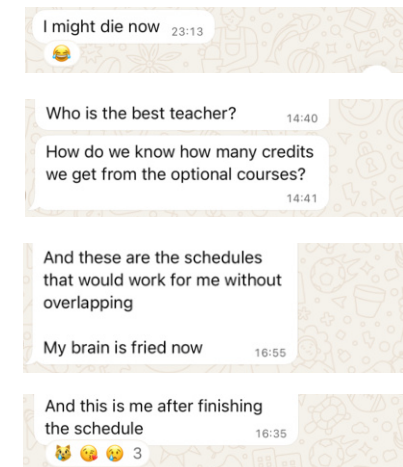 I might die now 23:13
😂
Who is the best teacher? 14:40
How do we know how many credits
we get from the optional courses?
14:41
And these are the schedules
that would work for me without
overlapping
My brain is fried now 16:55
And this is me after finishing
the schedule 16:35
😿 😘 🥲 3